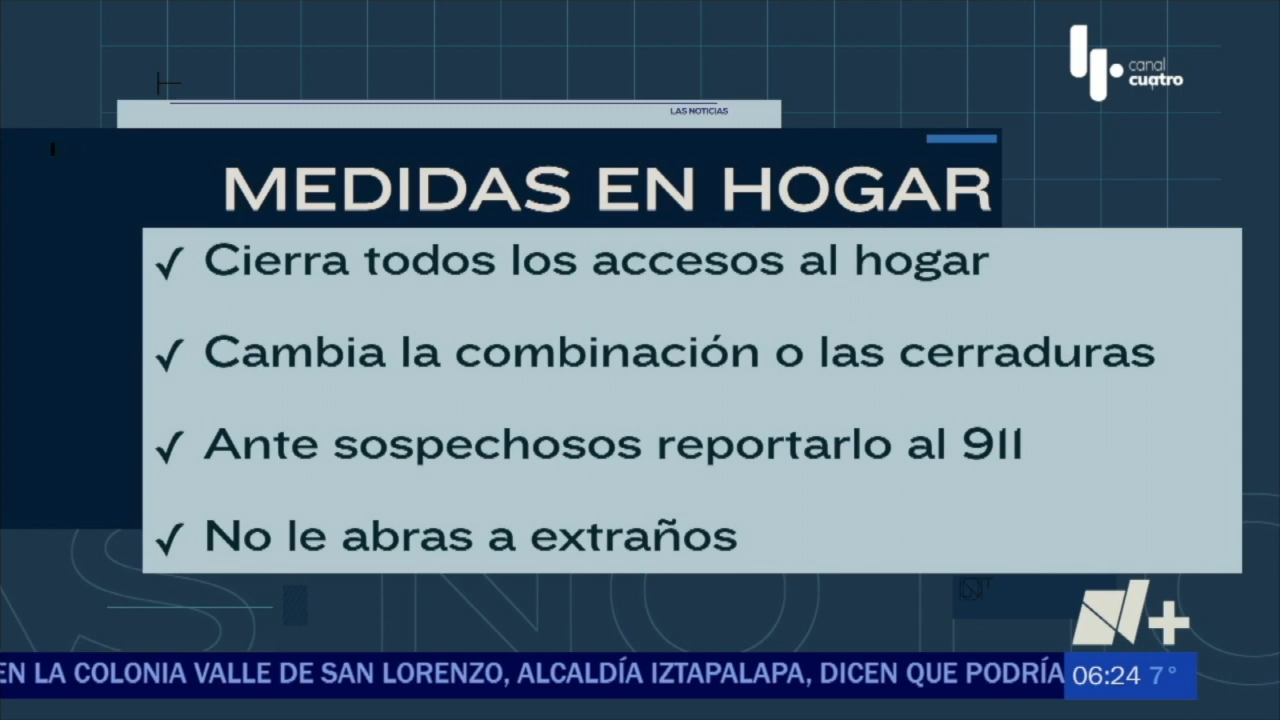 canal
cuatro
LAS NOTICIAS
MEDIDAS EN HOGAR
✓ Cierra todos los accesos al hogar
✓ Cambia la combinación o las cerraduras
✓ Ante sospechosos reportarlo al 911
✓ No le abras a extraños
N+
EN LA COLONIA VALLE DE SAN LORENZO, ALCALDÍA IZTAPALAPA, DICEN QUE PODRÍA
06:24 7°